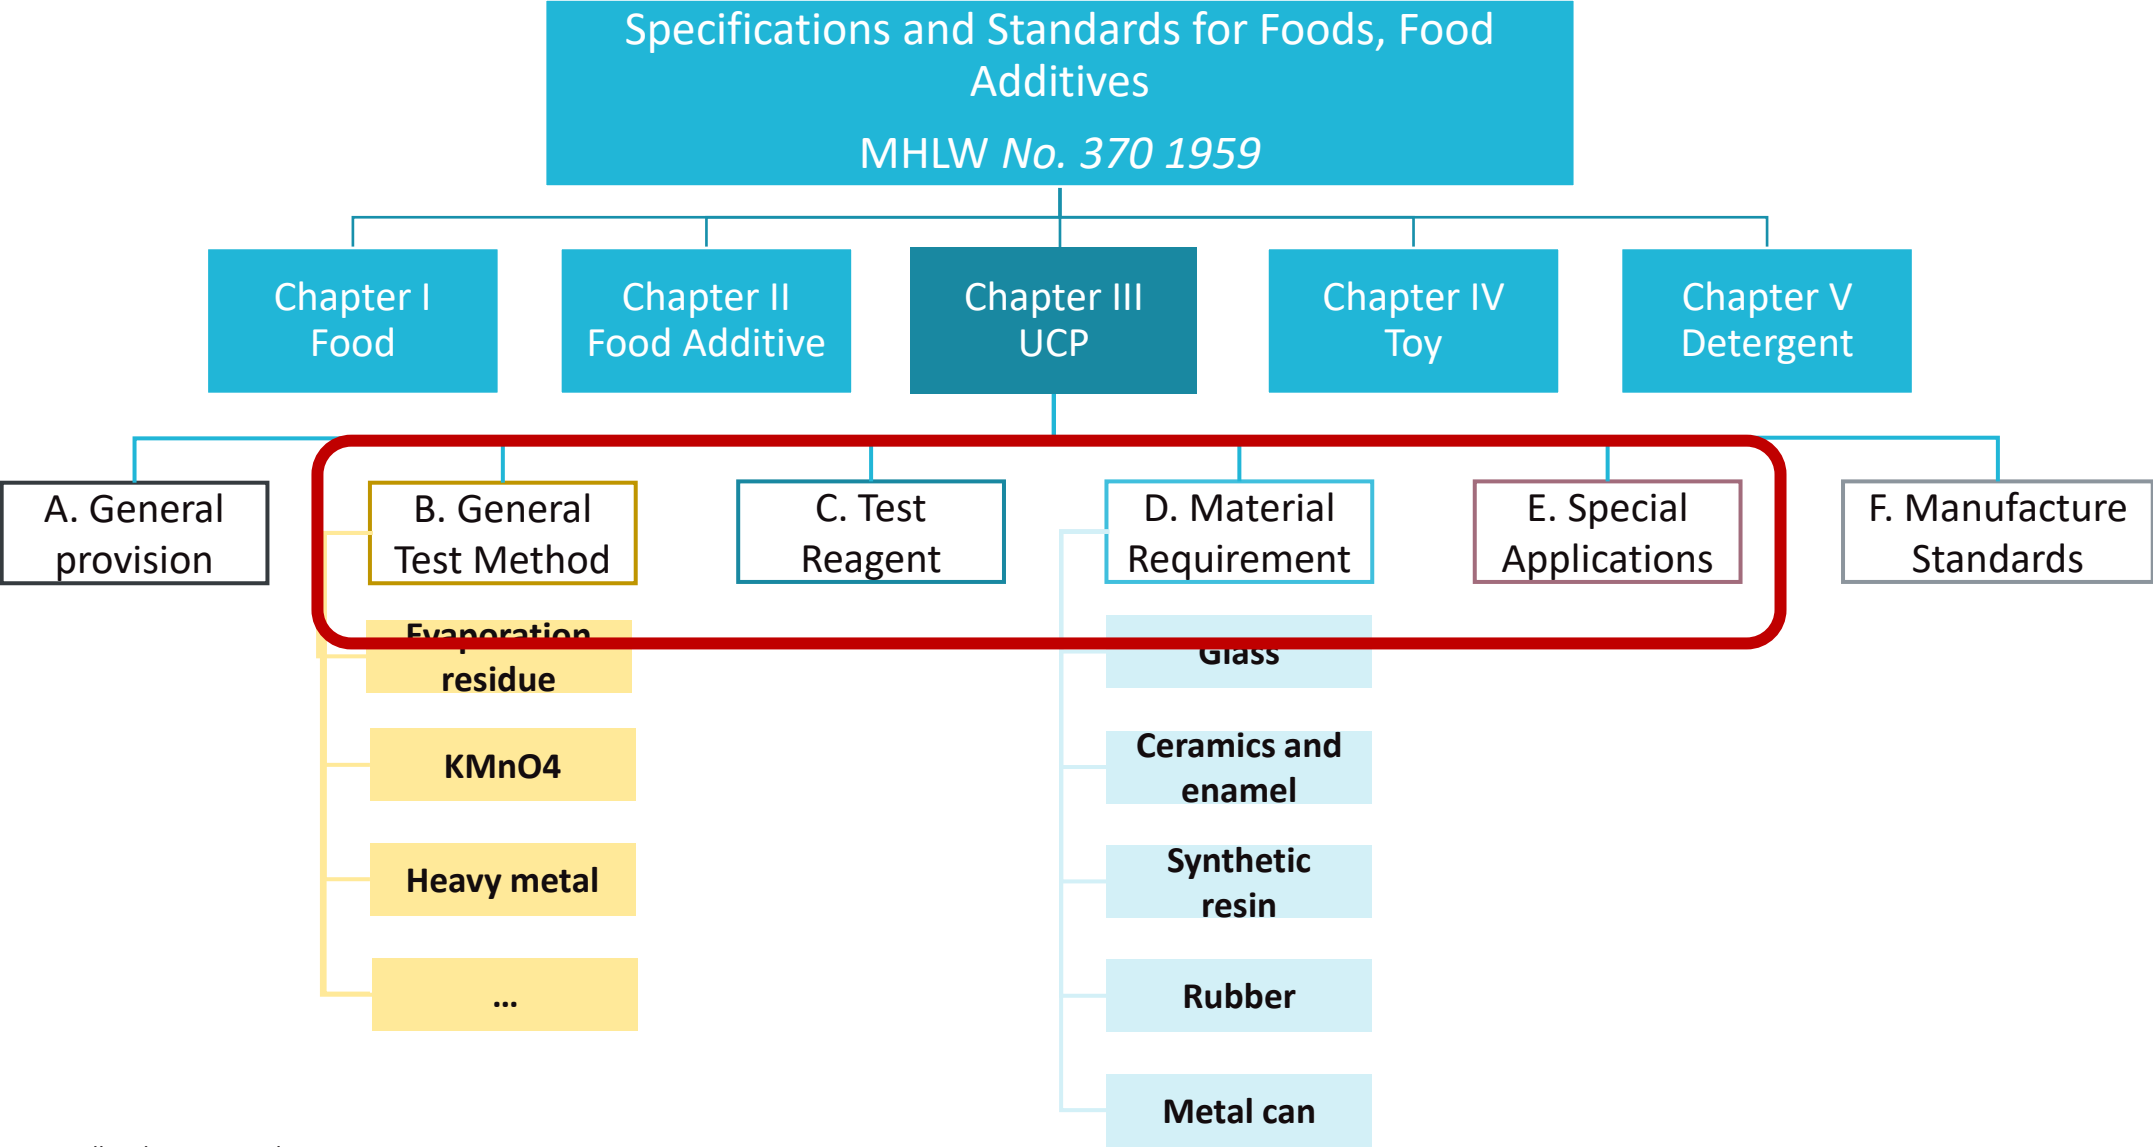 Specifications and Standards for Foods, Food
Additives
MHLW No. 370 1959
Chapter I
Food
Chapter II
Food Additive
Chapter III
UCP
Chapter IV
Toy
Chapter V
Detergent
A. General
provision
B. General
Test Method
C. Test
Reagent
D. Material
Requirement
E. Special
Applications
F. Manufacture
Standards
Evaporation
residue
KMnO4
Heavy metal
...
Glass
Ceramics and
enamel
Synthetic
resin
Rubber
Metal can